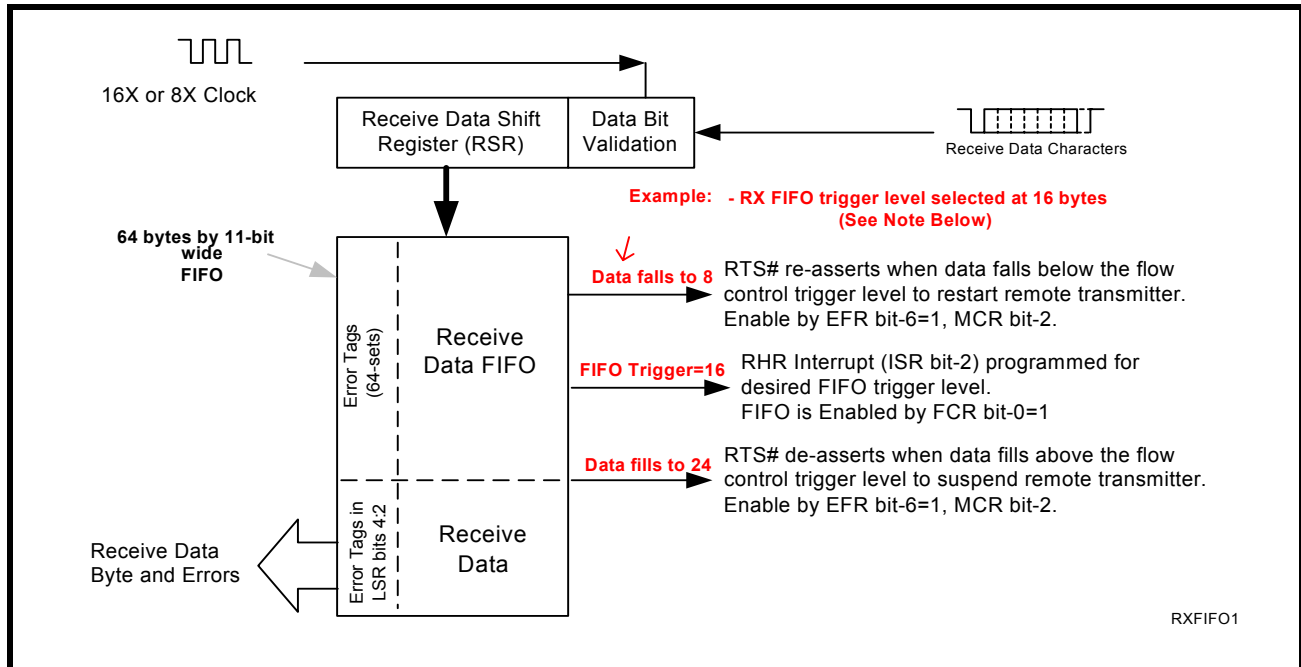 16X or 8X Clock
Receive Data Shift
Register (RSR)
Data Bit
Validation
Receive Data Characters
Example: - RX FIFO trigger level selected at 16 bytes
(See Note Below)
64 bytes by 11-bit
wide
FIFO
Error Tags
(64-sets)
Receive
Data FIFO
Data falls to 8
RTS# re-asserts when data falls below the flow
control trigger level to restart remote transmitter.
Enable by EFR bit-6=1, MCR bit-2.
FIFO Trigger=16
RHR Interrupt (ISR bit-2) programmed for
desired FIFO trigger level.
FIFO is Enabled by FCR bit-0=1
Data fills to 24
RTS# de-asserts when data fills above the flow
control trigger level to suspend remote transmitter.
Enable by EFR bit-6=1, MCR bit-2.
Error Tags in
LSR bits 4:2
Receive
Data
Receive Data
Byte and Errors
RXFIFO1